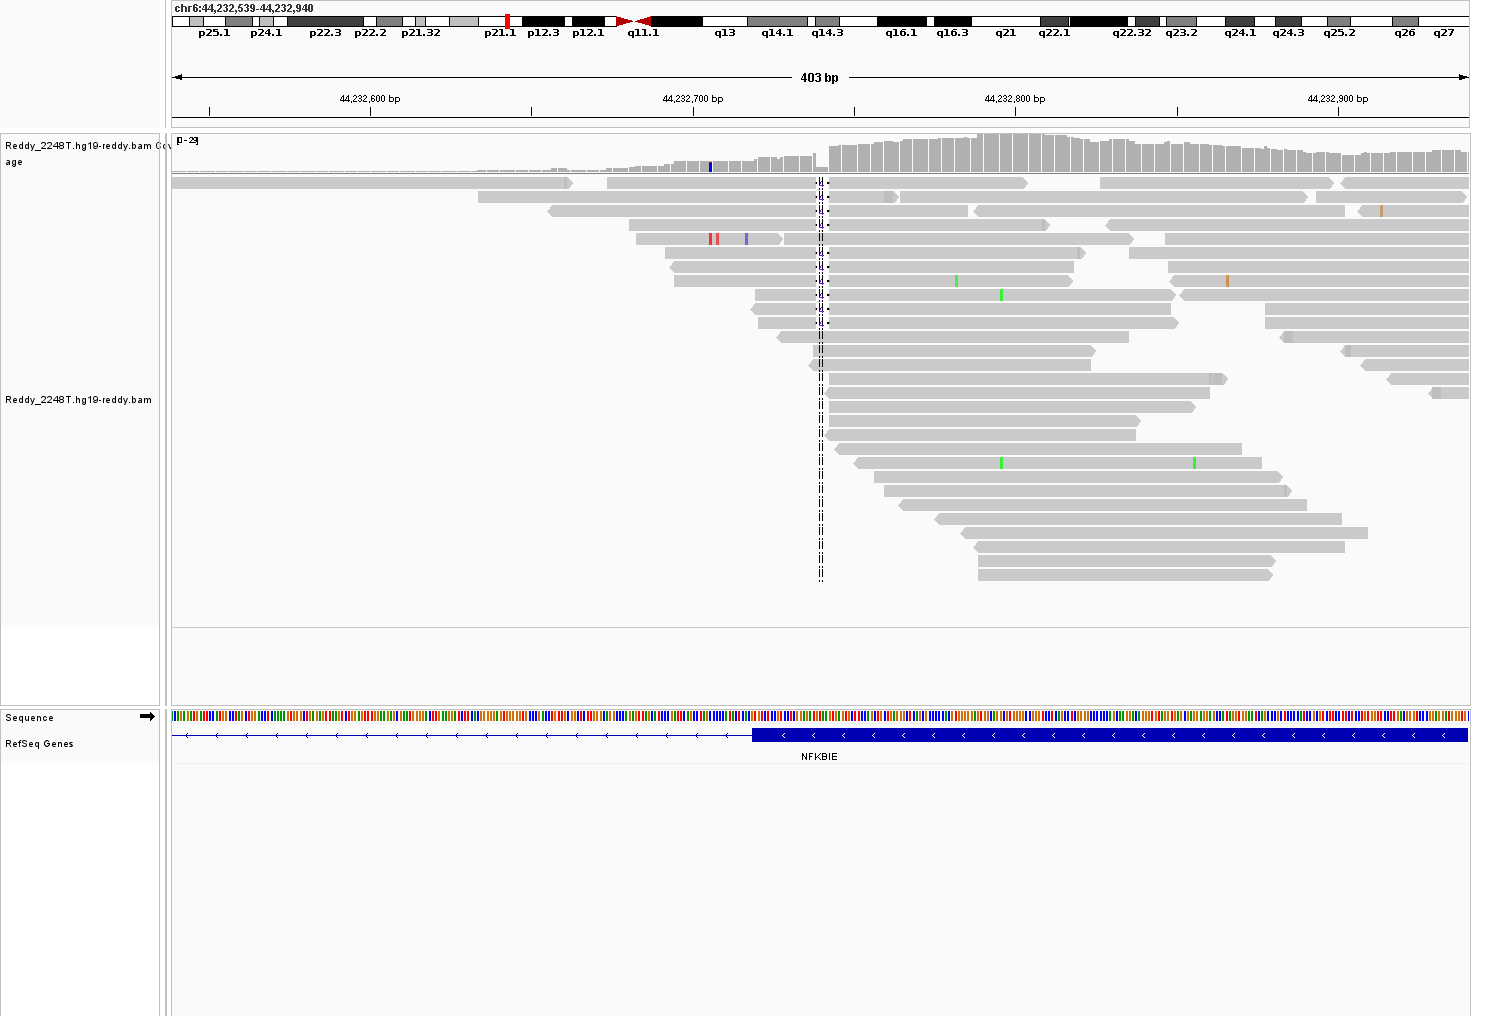 chr6:44,232,539-44,232,940
p25.1 p24.1 p22.3 p22.2 p21.32 p21.1 p12.3 p12.1 q11.1 q13 q14.1 q14.3 q16.1 q16.3 q21 q22.1 q22.32 q23.2 q24.1 q24.3 q25.2 q26 q27
403 bp
44,232,600 bp 44,232,700 bp 44,232,800 bp 44,232,900 bp
[0 - 29]
Reddy_2248T.hg19-reddy.bam Cov
age
Reddy_2248T.hg19-reddy.bam
Sequence
RefSeq Genes
NFKBIE